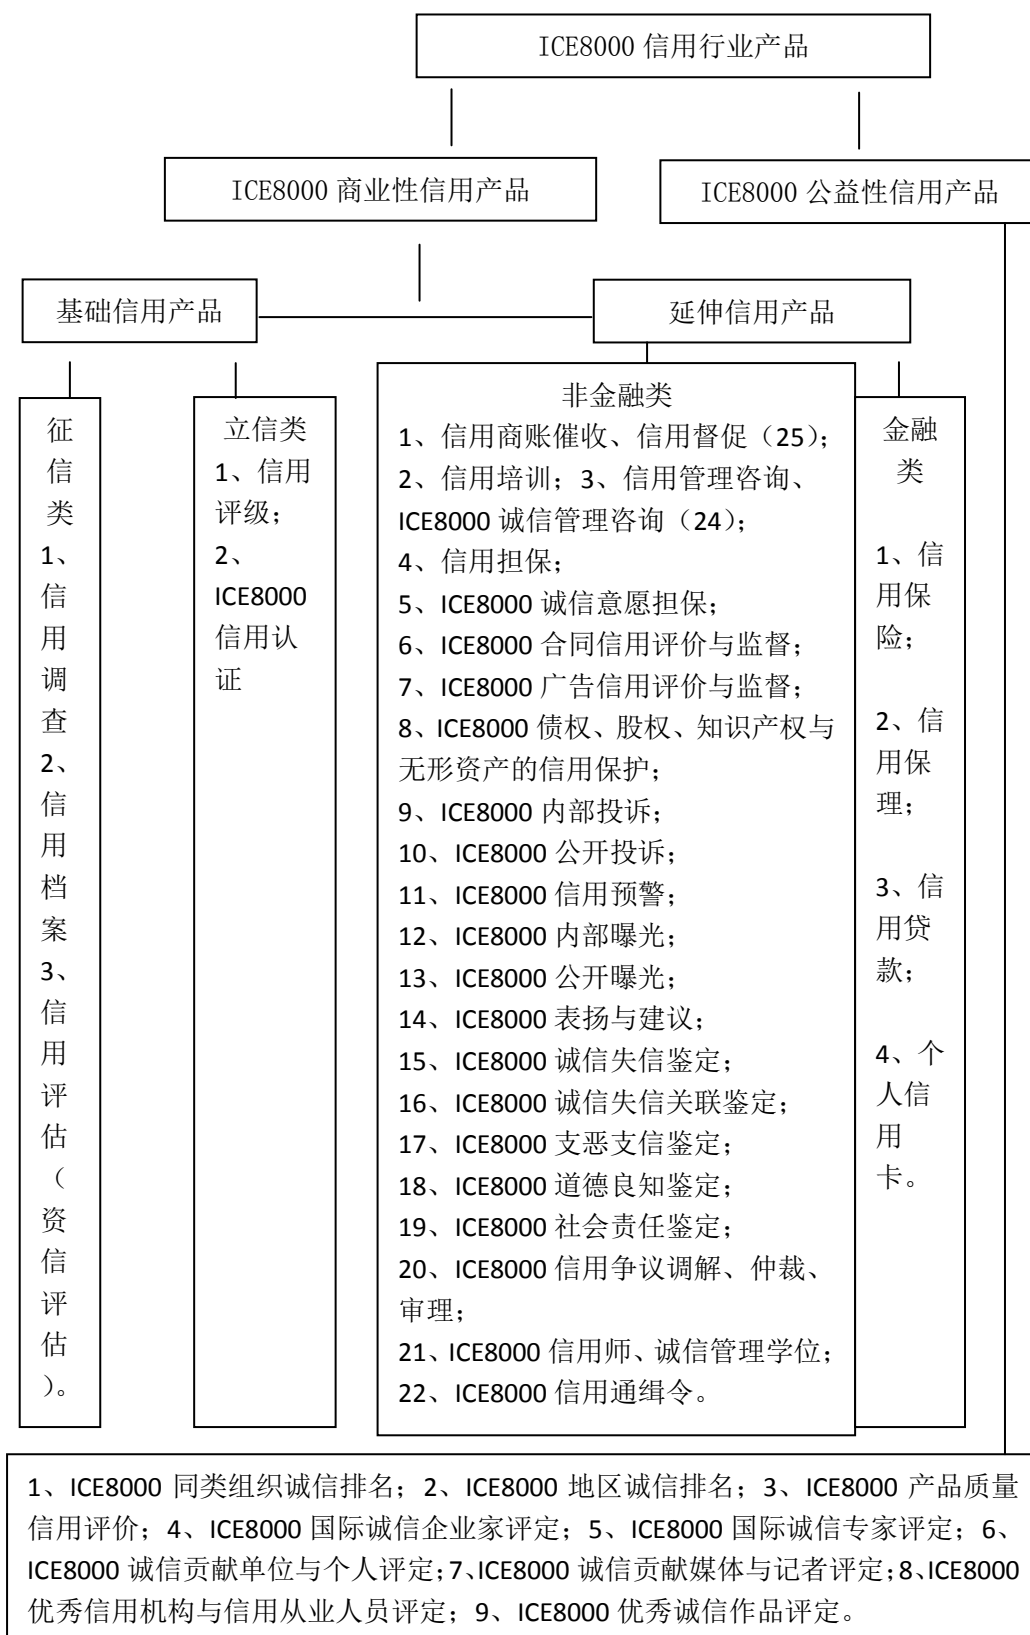 ICE8000 信用行业产品
ICE8000 商业性信用产品
ICE8000 公益性信用产品
基础信用产品
延伸信用产品
征
信
类
1、
信
用
调
查
2、
信
用
档
案
3、
信
用
评
估
（
资
信
评
估
）。
立信类
1、信用
评级；
2、
ICE8000
信用认
证
非金融类
1、信用商账催收、信用督促（25）；
2、信用培训；3、信用管理咨询、
ICE8000 诚信管理咨询（24）；
4、信用担保；
5、ICE8000 诚信意愿担保；
6、ICE8000 合同信用评价与监督；
7、ICE8000 广告信用评价与监督；
8、ICE8000 债权、股权、知识产权与
无形资产的信用保护；
9、ICE8000 内部投诉；
10、ICE8000 公开投诉；
11、ICE8000 信用预警；
12、ICE8000 内部曝光；
13、ICE8000 公开曝光；
14、ICE8000 表扬与建议；
15、ICE8000 诚信失信鉴定；
16、ICE8000 诚信失信关联鉴定；
17、ICE8000 支恶支信鉴定；
18、ICE8000 道德良知鉴定；
19、ICE8000 社会责任鉴定；
20、ICE8000 信用争议调解、仲裁、
审理；
21、ICE8000 信用师、诚信管理学位；
22、ICE8000 信用通缉令。
金融
类
1、信
用保
险；
2、信
用保
理；
3、信
用贷
款；
4、个
人信
用
卡。
1、ICE8000 同类组织诚信排名；2、ICE8000 地区诚信排名；3、ICE8000 产品质量
信用评价；4、ICE8000 国际诚信企业家评定；5、ICE8000 国际诚信专家评定；6、
ICE8000 诚信贡献单位与个人评定；7、ICE8000 诚信贡献媒体与记者评定；8、ICE8000
优秀信用机构与信用从业人员评定；9、ICE8000 优秀诚信作品评定。